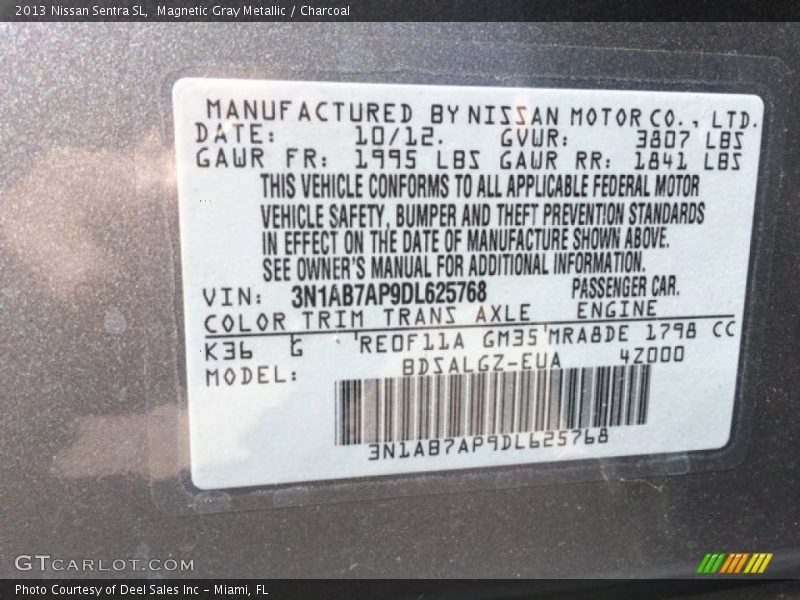 2013 Nissan Sentra SL, Magnetic Gray Metallic / Charcoal
MANUFACTURED BY NISSAN MOTOR CO., LTD.
DATE: 10/12. GVWR: 3807 LBS
GAWR FR: 1995 LBS GAWR RR: 1841 LBS
THIS VEHICLE CONFORMS TO ALL APPLICABLE FEDERAL MOTOR
VEHICLE SAFETY, BUMPER AND THEFT PREVENTION STANDARDS
IN EFFECT ON THE DATE OF MANUFACTURE SHOWN ABOVE.
SEE OWNER'S MANUAL FOR ADDITIONAL INFORMATION.
VIN: 3N1AB7AP9DL625768 PASSENGER CAR.
COLOR TRIM TRANS AXLE ENGINE
K36 G RE0F11A GM35 MRA8DE 1798 CC
MODEL: BDSALGZ-EUA 4Z000
3N1AB7AP9DL625768
GTCARLOT.COM
Photo Courtesy of Deel Sales Inc – Miami, FL